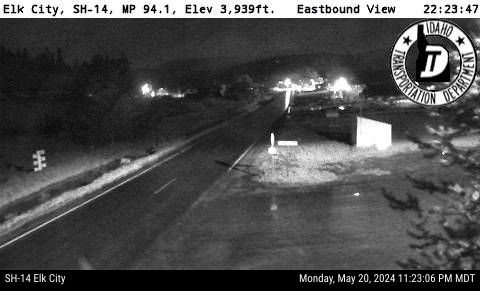 Elk City, SH-14, MP 94.1, Elev 3,939ft. Eastbound View 22:23:47
IDAHO
TRANSPORTATION DEPARTMENT
SH-14 Elk City Monday, May 20, 2024 11:23:06 PM MDT